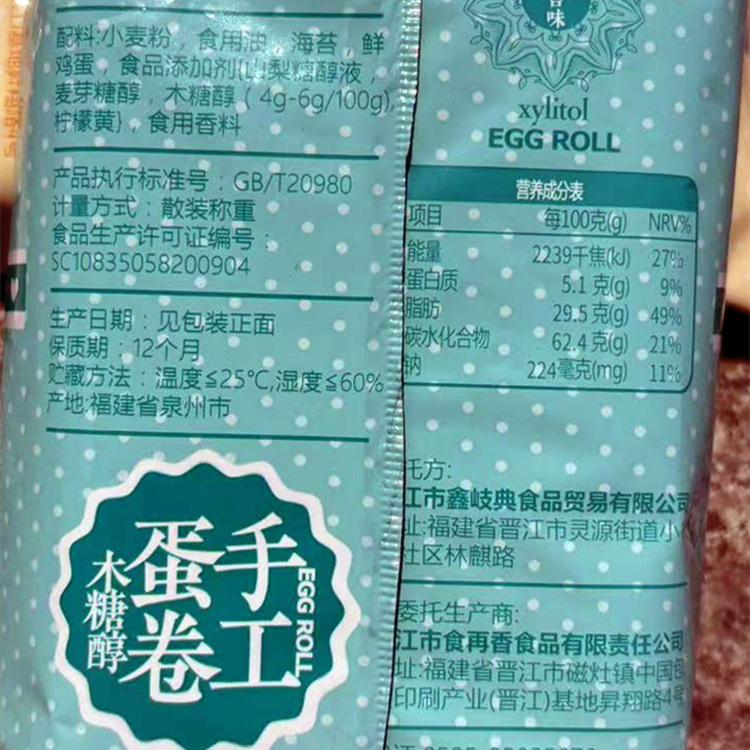 配料:小麦粉，食用油，海苔，鲜
鸡蛋，食品添加剂{山梨糖醇液，
麦芽糖醇，木糖醇（4g-6g/100g),
柠檬黄}，食用香料
产品执行标准号：GB/T20980
计量方式：散装称重
食品生产许可证编号：
SC10835058200904
生产日期：见包装正面
保质期：12个月
贮藏方法：温度≦25℃,湿度≦60%
产地:福建省泉州市
手工
蛋卷
木糖醇
EGG ROLL
味
xylitol
EGG ROLL
营养成分表
项目 每100克(g) NRV%
能量 2239千焦(kJ) 27%
蛋白质 5.1 克(g) 9%
脂肪 29.5 克(g) 49%
碳水化合物 62.4 克(g) 21%
钠 224毫克(mg) 11%
托方:
江市鑫岐典食品贸易有限公司
址:福建省晋江市灵源街道小
社区林麒路
委托生产商:
江市食再香食品有限责任公司
址:福建省晋江市磁灶镇中国包
印刷产业(晋江)基地昇翔路4号